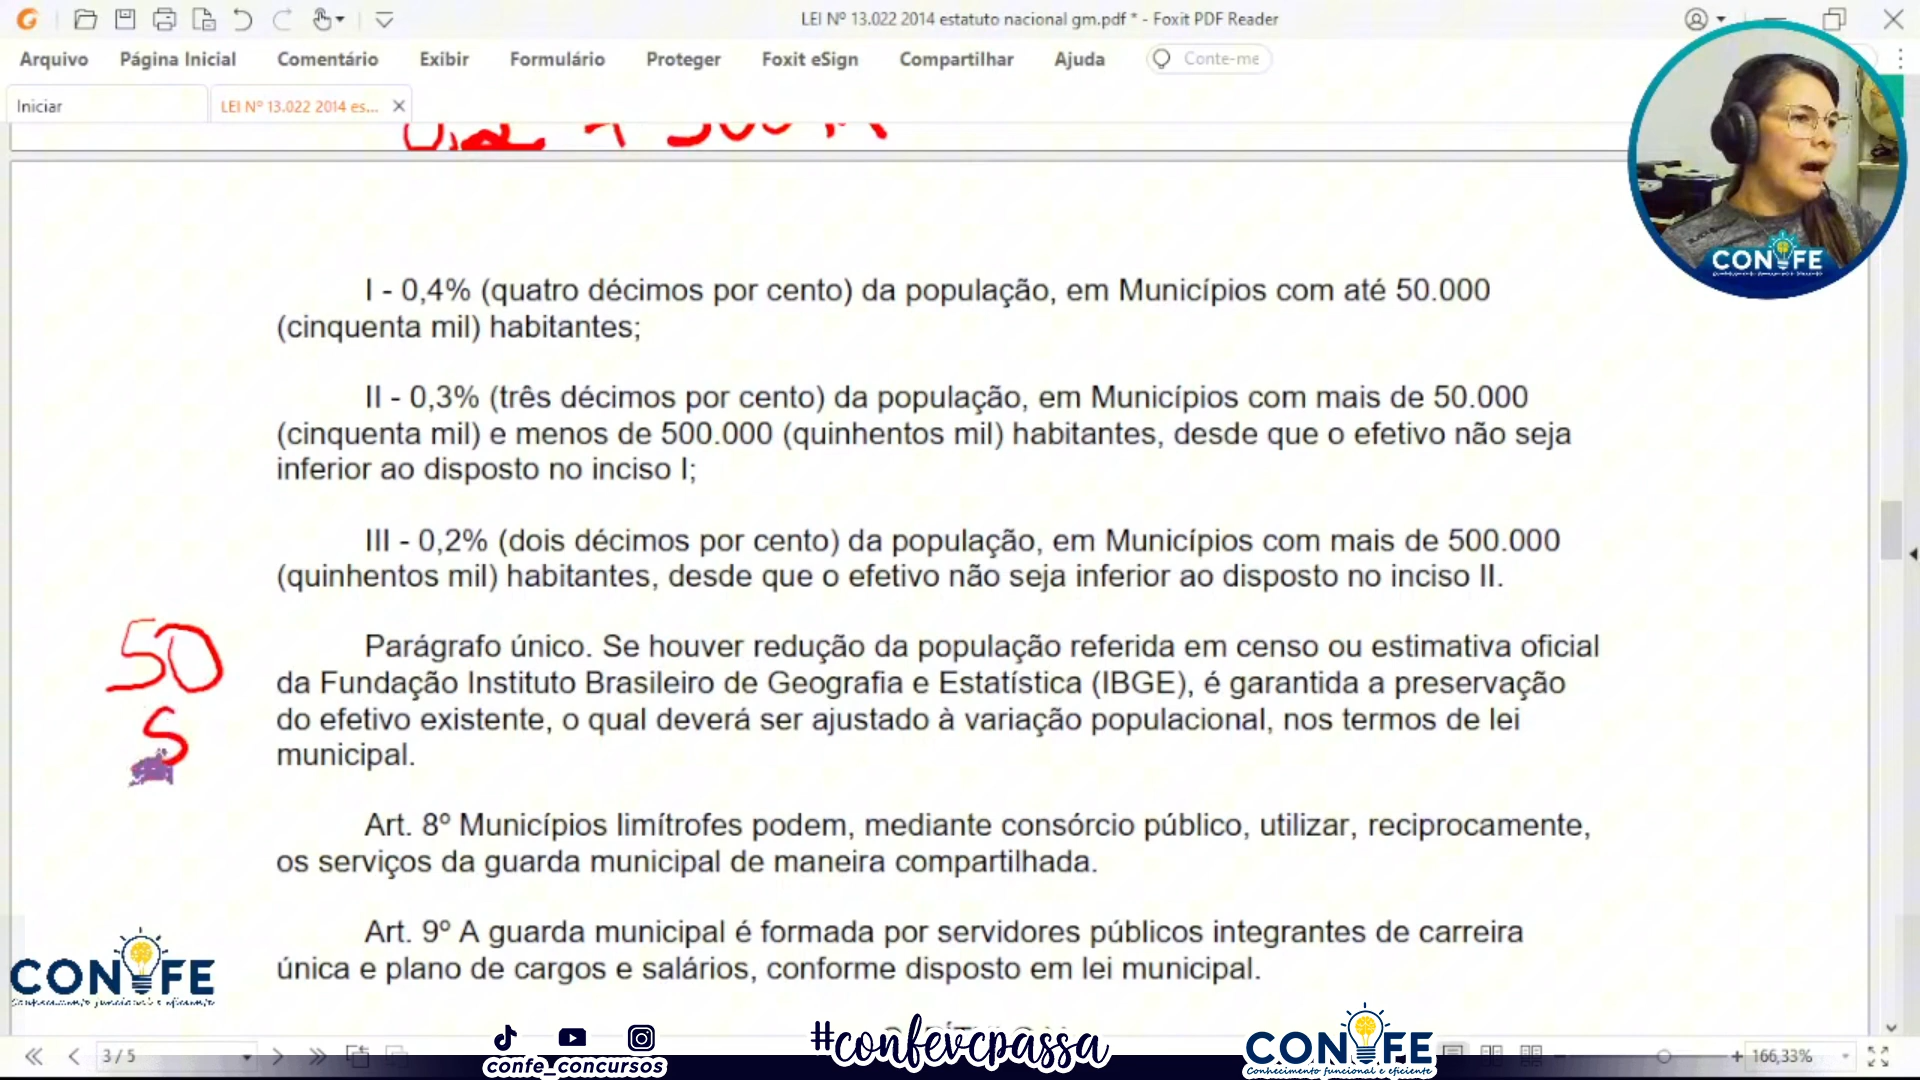 LEI Nº 13.022 2014 estatuto nacional gm.pdf * - Foxit PDF Reader
Arquivo Página Inicial Comentário Exibir Formulário Proteger Foxit eSign Compartilhar Ajuda Conte-me
Iniciar LEI Nº 13.022 2014 es...
CONFE
I - 0,4% (quatro décimos por cento) da população, em Municípios com até 50.000
(cinquenta mil) habitantes;
II - 0,3% (três décimos por cento) da população, em Municípios com mais de 50.000
(cinquenta mil) e menos de 500.000 (quinhentos mil) habitantes, desde que o efetivo não seja
inferior ao disposto no inciso I;
III - 0,2% (dois décimos por cento) da população, em Municípios com mais de 500.000
(quinhentos mil) habitantes, desde que o efetivo não seja inferior ao disposto no inciso II.
50
5
Parágrafo único. Se houver redução da população referida em censo ou estimativa oficial
da Fundação Instituto Brasileiro de Geografia e Estatística (IBGE), é garantida a preservação
do efetivo existente, o qual deverá ser ajustado à variação populacional, nos termos de lei
municipal.
Art. 8º Municípios limítrofes podem, mediante consórcio público, utilizar, reciprocamente,
os serviços da guarda municipal de maneira compartilhada.
Art. 9º A guarda municipal é formada por servidores públicos integrantes de carreira
única e plano de cargos e salários, conforme disposto em lei municipal.
CONFE
Conhecimento funcional e eficiente
3 / 5
confe_concursos
#confevcpassa
CONFE
Conhecimento funcional e eficiente
166,33%